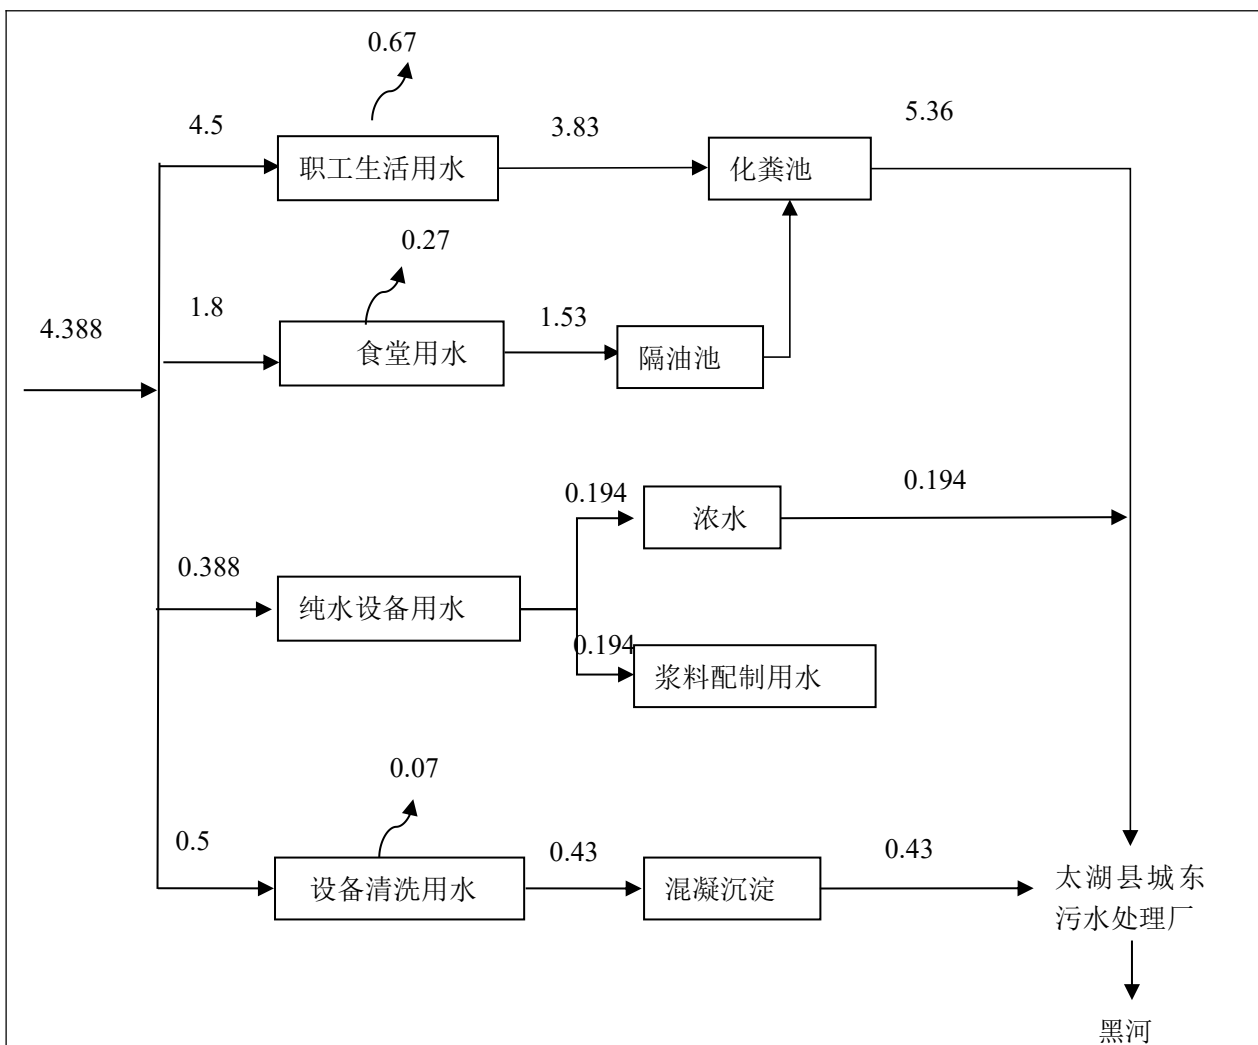 0.67
4.5
3.83
5.36
职工生活用水
化粪池
0.27
1.8
1.53
4.388
食堂用水
隔油池
0.194
0.194
浓水
0.388
纯水设备用水
0.194
浆料配制用水
0.07
0.5
0.43
0.43
设备清洗用水
混凝沉淀
太湖县城东
污水处理厂
黑河